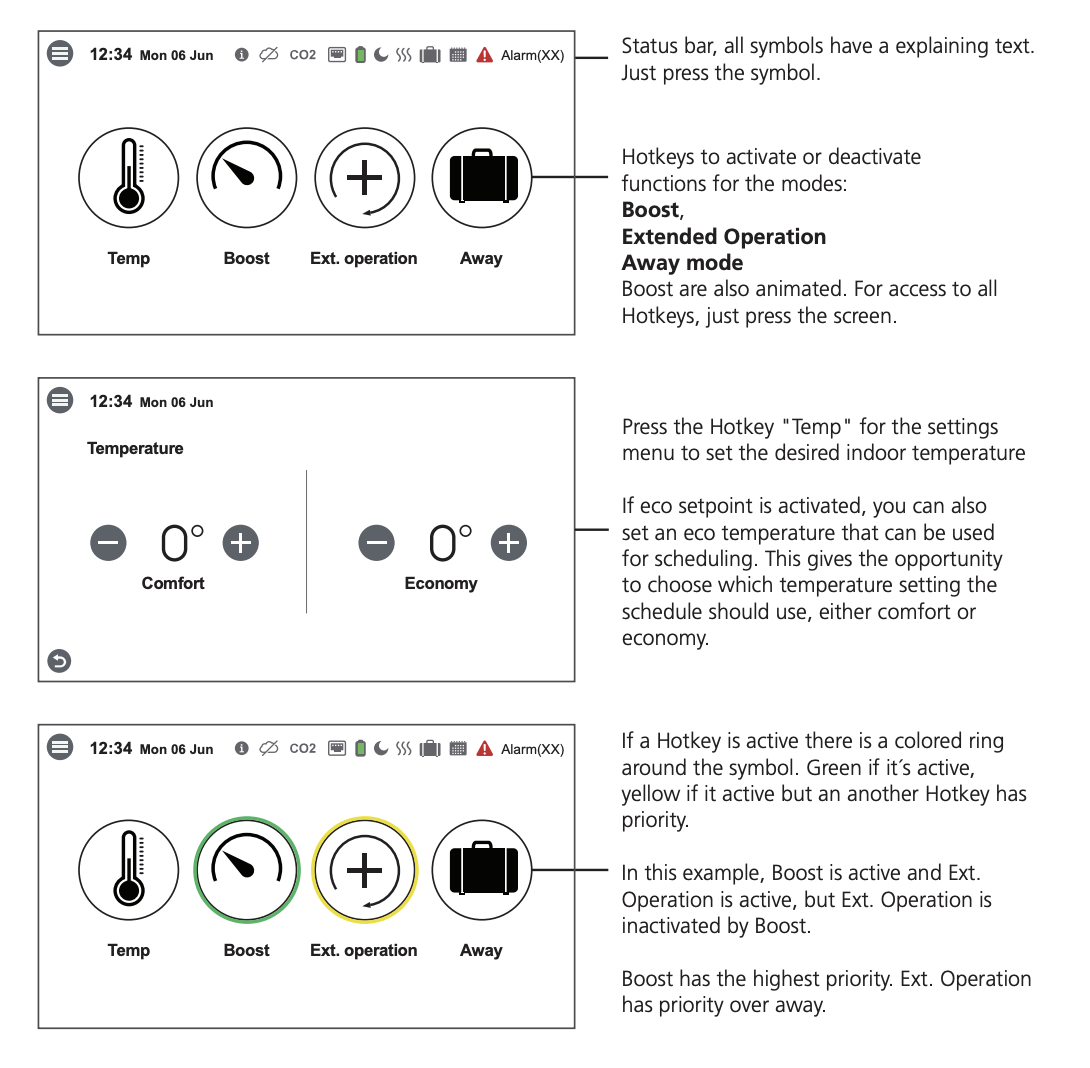 12:34 Mon 06 Jun CO2 Alarm(XX)
Temp Boost Ext. operation Away
Status bar, all symbols have a explaining text.
Just press the symbol.
Hotkeys to activate or deactivate
functions for the modes:
Boost,
Extended Operation
Away mode
Boost are also animated. For access to all
Hotkeys, just press the screen.
12:34 Mon 06 Jun
Temperature
0° 0°
Comfort Economy
Press the Hotkey "Temp" for the settings
menu to set the desired indoor temperature
If eco setpoint is activated, you can also
set an eco temperature that can be used
for scheduling. This gives the opportunity
to choose which temperature setting the
schedule should use, either comfort or
economy.
12:34 Mon 06 Jun CO2 Alarm(XX)
Temp Boost Ext. operation Away
If a Hotkey is active there is a colored ring
around the symbol. Green if it´s active,
yellow if it active but an another Hotkey has
priority.
In this example, Boost is active and Ext.
Operation is active, but Ext. Operation is
inactivated by Boost.
Boost has the highest priority. Ext. Operation
has priority over away.